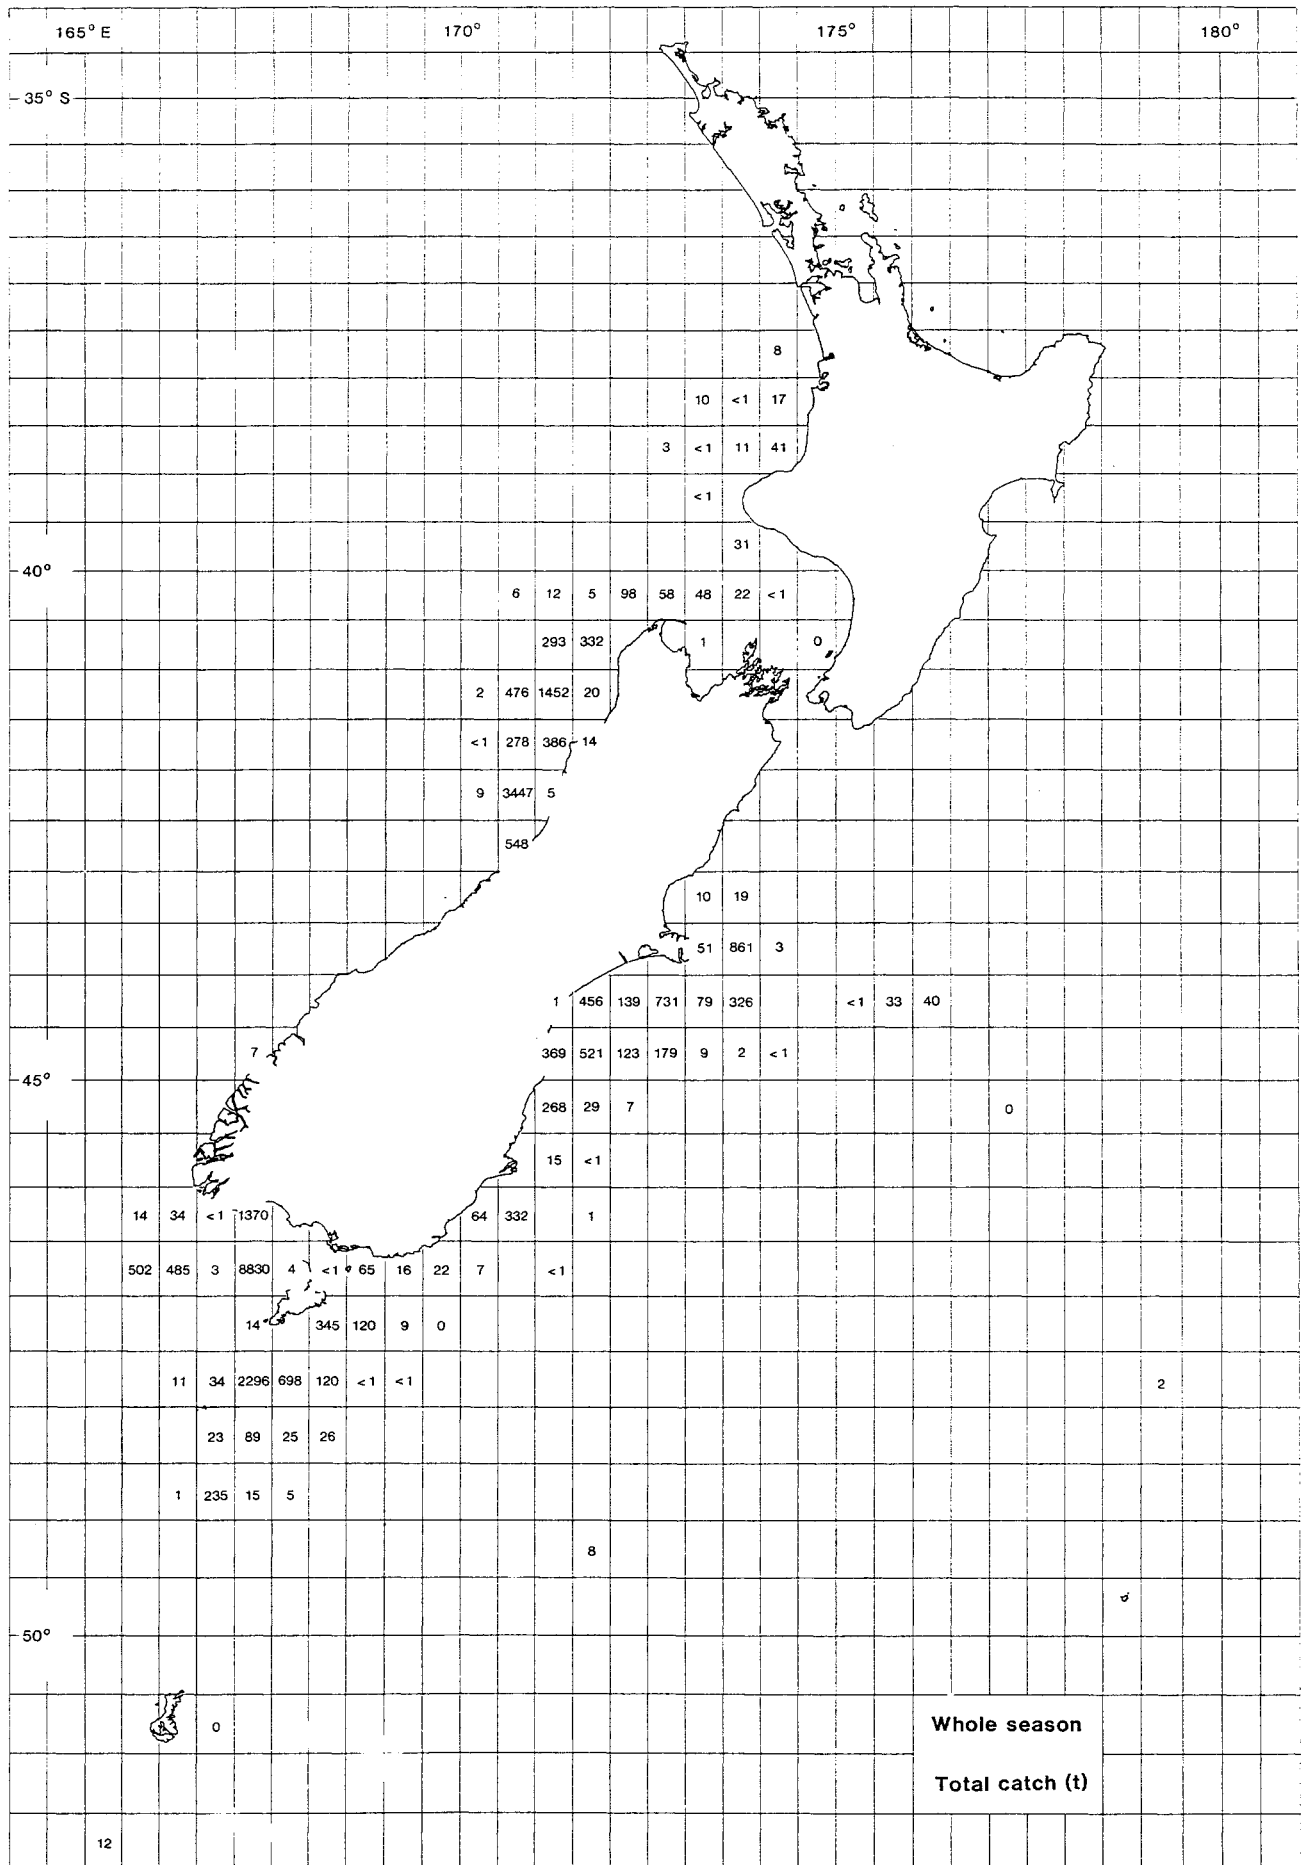 165° E 170° 175° 180°
35° S
8
10 <1 17
3 <1 11 41
<1
31
40°
6 12 5 98 58 48 22 <1
293 332 1 0
2 476 1452 20
<1 278 386 14
9 3447 5
548
10 19
51 861 3
1 456 139 731 79 326 <1 33 40
7 369 521 123 179 9 2 <1
45°
268 29 7 0
15 <1
14 34 <1 1370 64 332 1
502 485 3 8830 4 <1 65 16 22 7 <1
14 345 120 9 0
11 34 2296 698 120 <1 <1 2
23 89 25 26
1 235 15 5
8
50°
0
Whole season
Total catch (t)
12